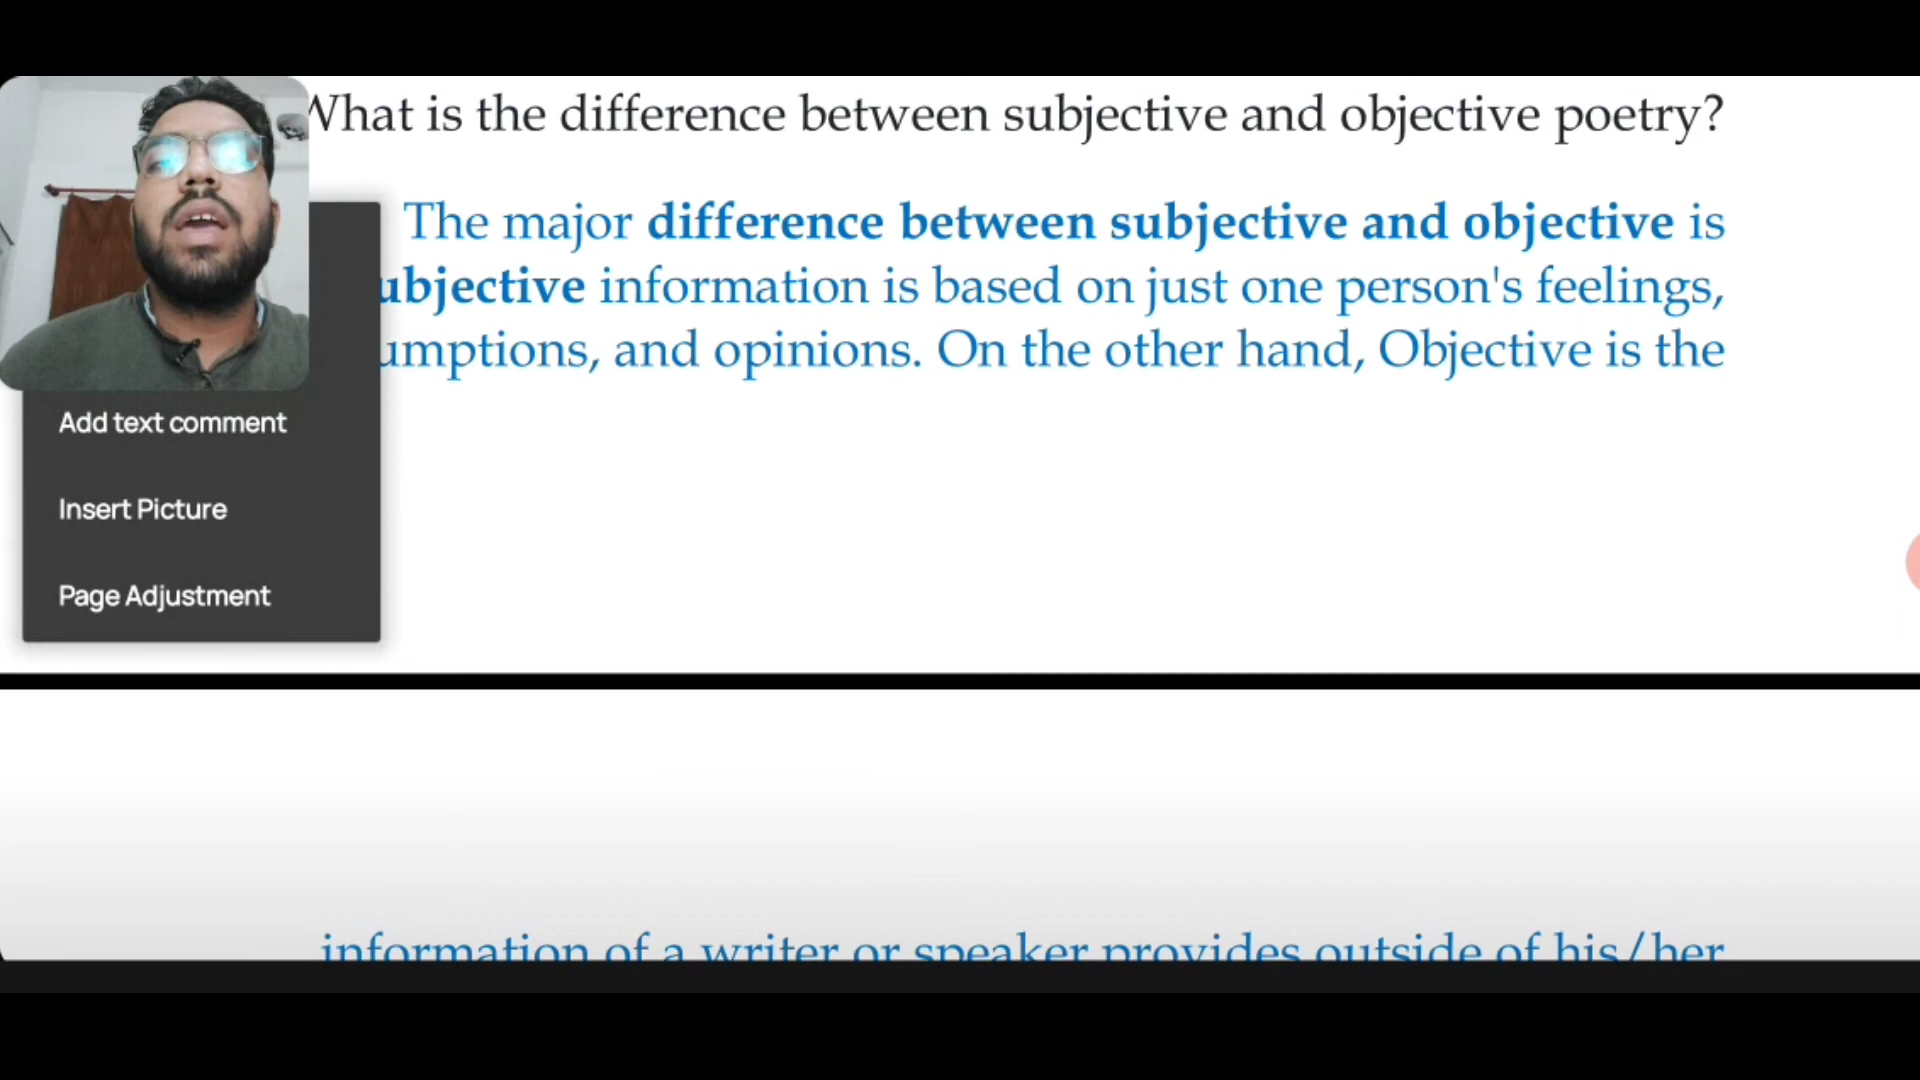 What is the difference between subjective and objective poetry?
The major difference between subjective and objective is
ubjective information is based on just one person's feelings,
umptions, and opinions. On the other hand, Objective is the
Add text comment
Insert Picture
Page Adjustment
information of a writer or speaker provides outside of his/her